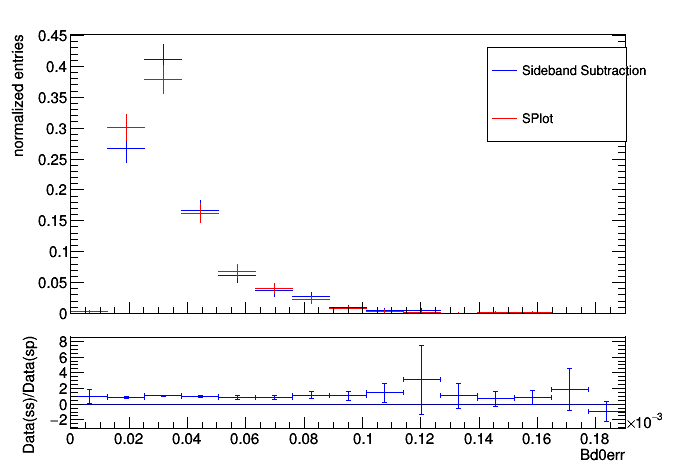 normalized entries
0.45
0.4
0.35
0.3
0.25
0.2
0.15
0.1
0.05
0
Sideband Subtraction
SPlot
Data(ss)/Data(sp)
8
6
4
2
0
−2
0 0.02 0.04 0.06 0.08 0.1 0.12 0.14 0.16 0.18
×10⁻³
Bd0err